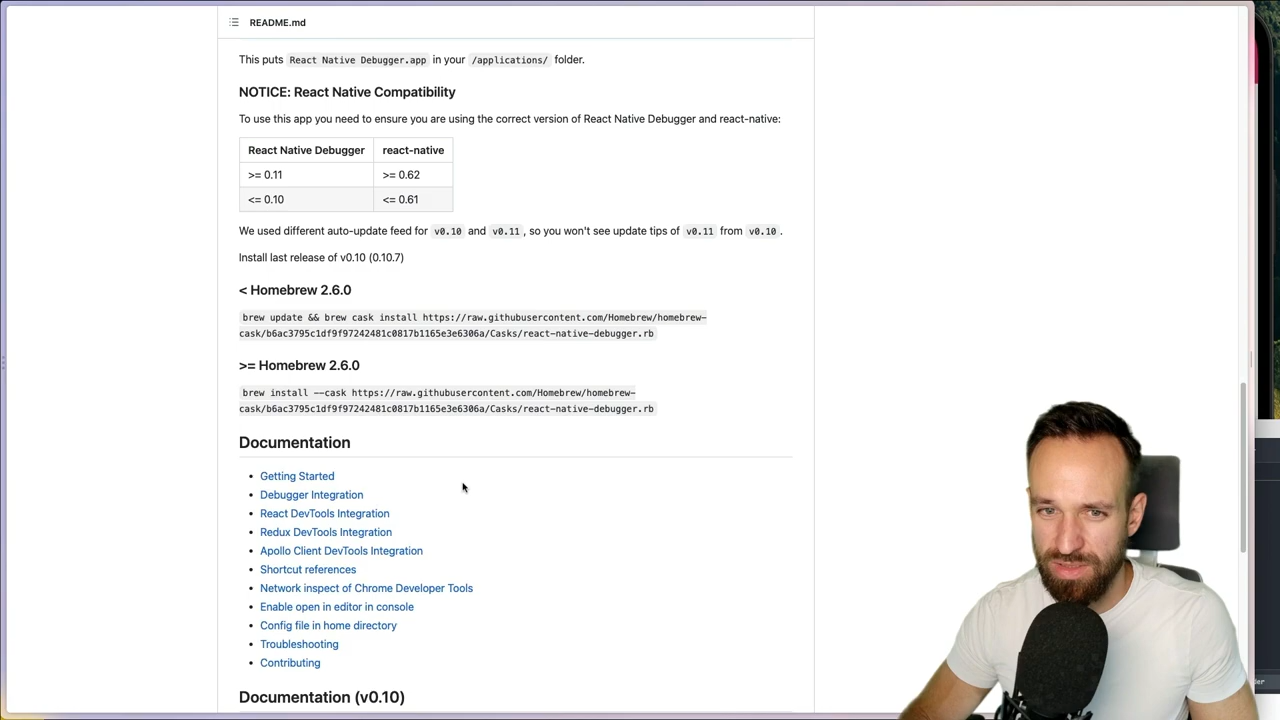 README.md
This puts React Native Debugger.app in your /applications/ folder.
NOTICE: React Native Compatibility
To use this app you need to ensure you are using the correct version of React Native Debugger and react-native:
React Native Debugger react-native
>= 0.11 >= 0.62
<= 0.10 <= 0.61
We used different auto-update feed for v0.10 and v0.11, so you won't see update tips of v0.11 from v0.10.
Install last release of v0.10 (0.10.7)
< Homebrew 2.6.0
brew update && brew cask install https://raw.githubusercontent.com/Homebrew/homebrew-
cask/b6ac3795c1df9f97242481c0817b1165e3e6306a/Casks/react-native-debugger.rb
>= Homebrew 2.6.0
brew install --cask https://raw.githubusercontent.com/Homebrew/homebrew-
cask/b6ac3795c1df9f97242481c0817b1165e3e6306a/Casks/react-native-debugger.rb
Documentation
• Getting Started
• Debugger Integration
• React DevTools Integration
• Redux DevTools Integration
• Apollo Client DevTools Integration
• Shortcut references
• Network inspect of Chrome Developer Tools
• Enable open in editor in console
• Config file in home directory
• Troubleshooting
• Contributing
Documentation (v0.10)